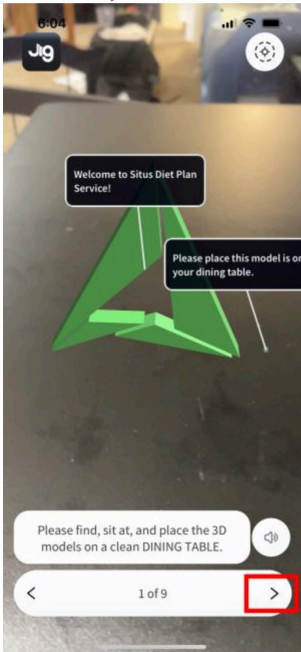 6:04
Jig
Welcome to Situs Diet Plan
Service!
Please place this model is or
your dining table.
Please find, sit at, and place the 3D
models on a clean DINING TABLE.
1 of 9